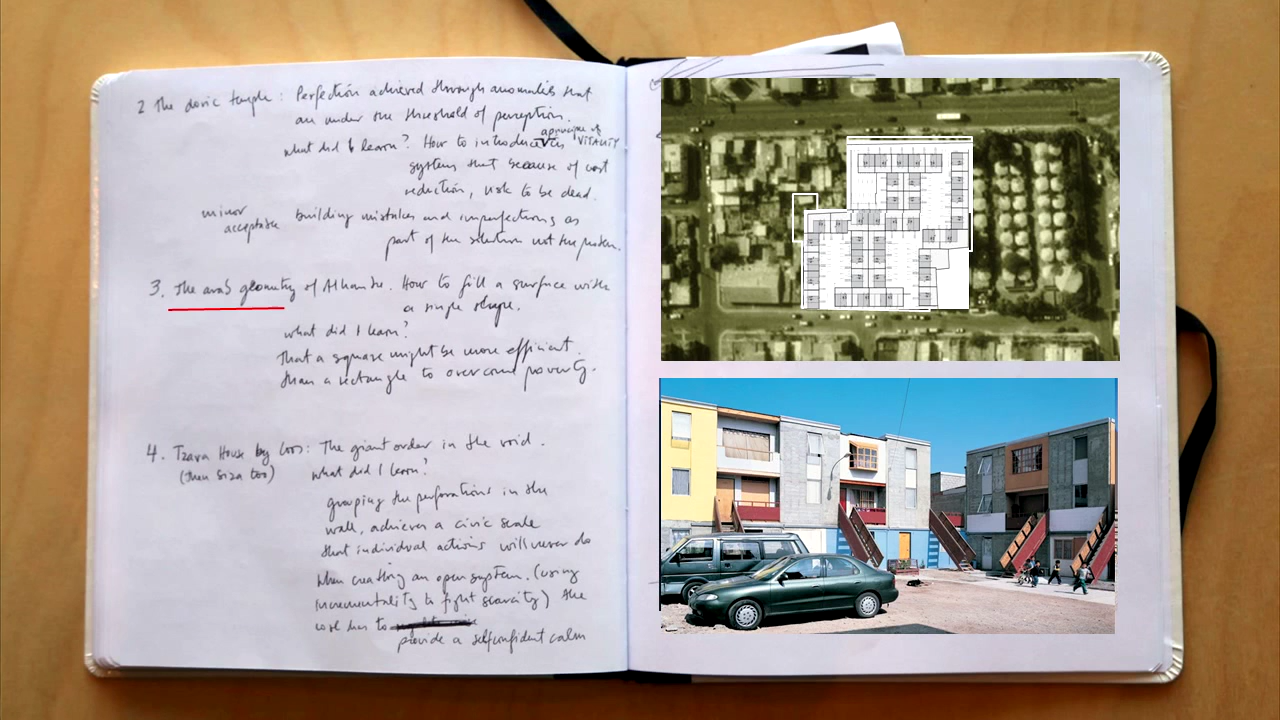 2 The doric temple: Perfection achieved through anomalies that
are under the threshold of perception.
a principle of
VITALITY
what did I learn? How to introduce in
systems that because of cost
reduction, risk to be dead.
minor
acceptable building mistakes and imperfections as
part of the solution not the problem.
3. The arab geometry of Alhambra. How to fill a surface with
a single shape.
what did I learn?
That a square might be more efficient
than a rectangle to overcome poverty.
4. Tzara House by Loos: The giant order in the void.
(then Siza too) What did I learn?
grouping the perforations in the
wall, achieves a civic scale
that individual actions will never do
When creating an open system. (using
incrementality to fight scarcity) the
core has to
provide a selfconfident calm